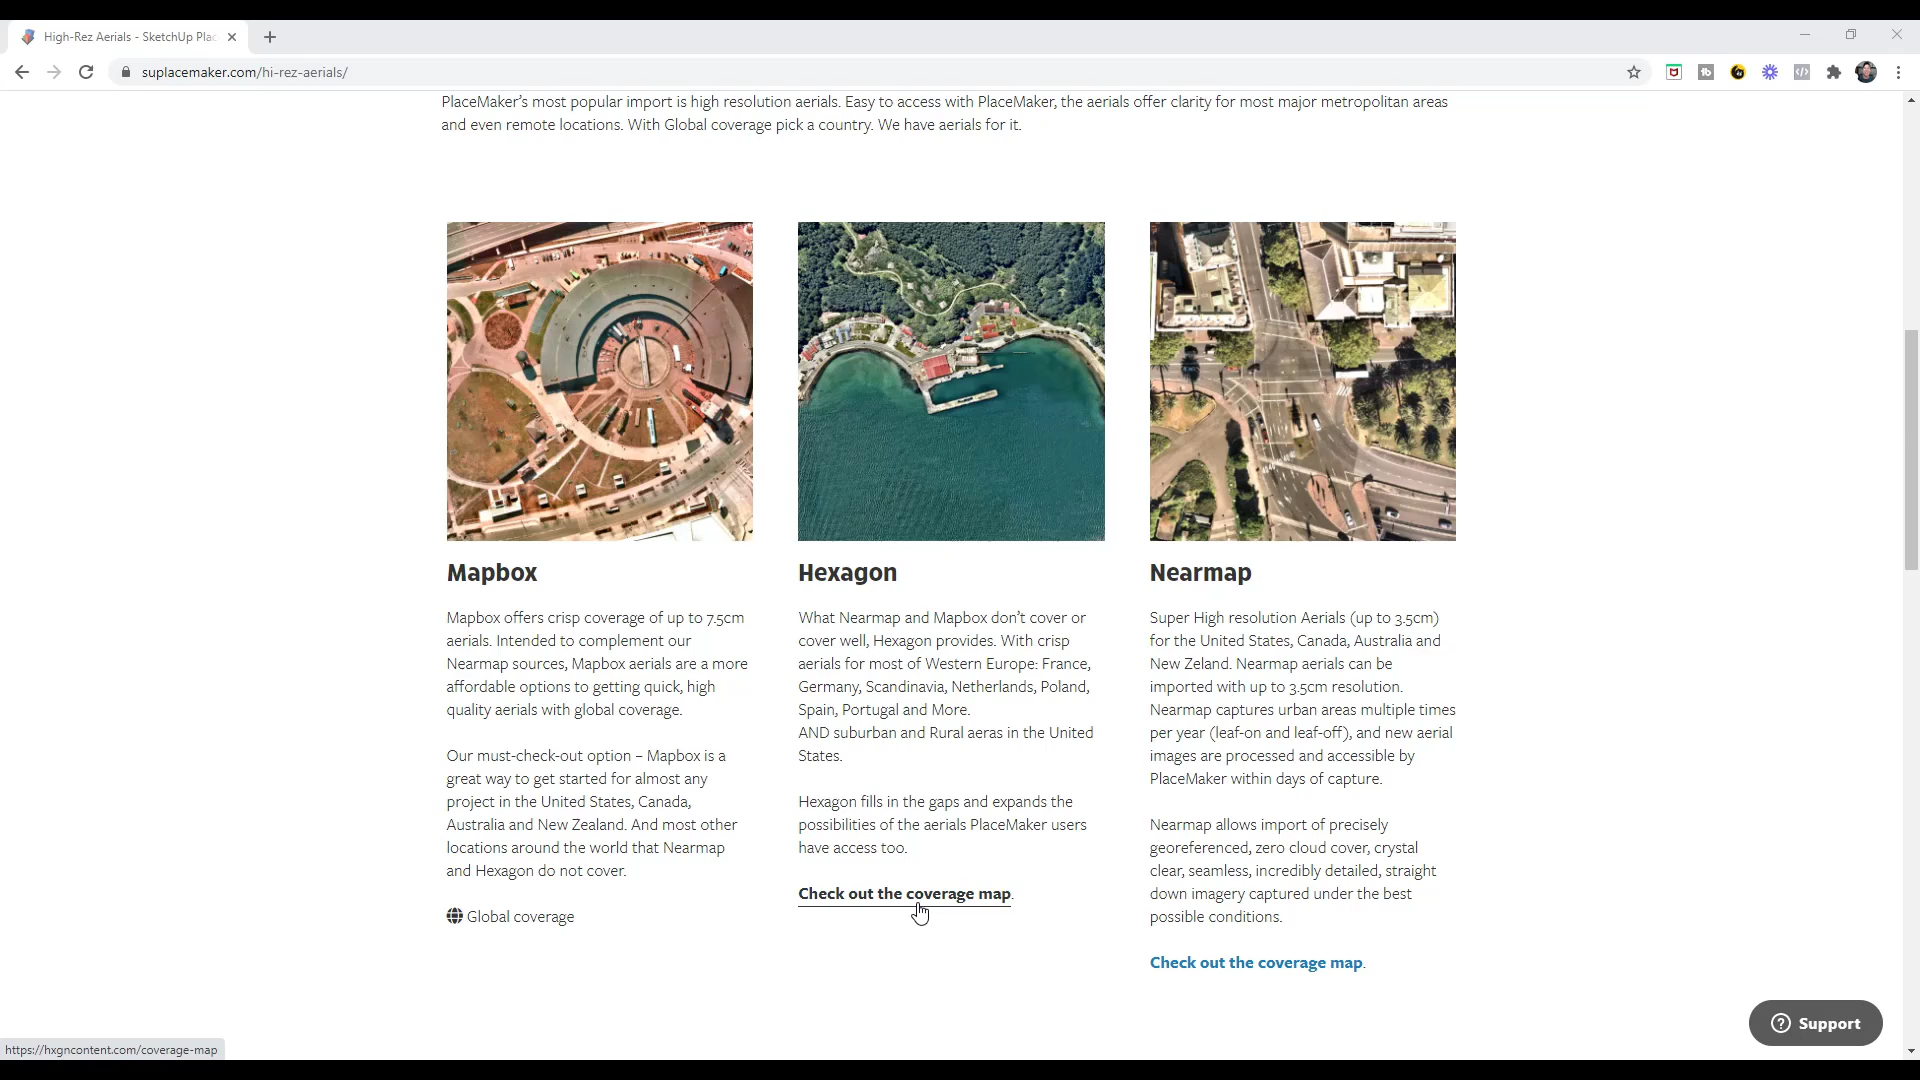 High-Rez Aerials - SketchUp Plac
suplacemaker.com/hi-rez-aerials/
PlaceMaker's most popular import is high resolution aerials. Easy to access with PlaceMaker, the aerials offer clarity for most major metropolitan areas
and even remote locations. With Global coverage pick a country. We have aerials for it.
Mapbox
Mapbox offers crisp coverage of up to 7.5cm
aerials. Intended to complement our
Nearmap sources, Mapbox aerials are a more
affordable options to getting quick, high
quality aerials with global coverage.
Our must-check-out option – Mapbox is a
great way to get started for almost any
project in the United States, Canada,
Australia and New Zealand. And most other
locations around the world that Nearmap
and Hexagon do not cover.
Global coverage
Hexagon
What Nearmap and Mapbox don't cover or
cover well, Hexagon provides. With crisp
aerials for most of Western Europe: France,
Germany, Scandinavia, Netherlands, Poland,
Spain, Portugal and More.
AND suburban and Rural aeras in the United
States.
Hexagon fills in the gaps and expands the
possibilities of the aerials PlaceMaker users
have access too.
Check out the coverage map.
Nearmap
Super High resolution Aerials (up to 3.5cm)
for the United States, Canada, Australia and
New Zeland. Nearmap aerials can be
imported with up to 3.5cm resolution.
Nearmap captures urban areas multiple times
per year (leaf-on and leaf-off), and new aerial
images are processed and accessible by
PlaceMaker within days of capture.
Nearmap allows import of precisely
georeferenced, zero cloud cover, crystal
clear, seamless, incredibly detailed, straight
down imagery captured under the best
possible conditions.
Check out the coverage map.
Support
https://hxgncontent.com/coverage-map